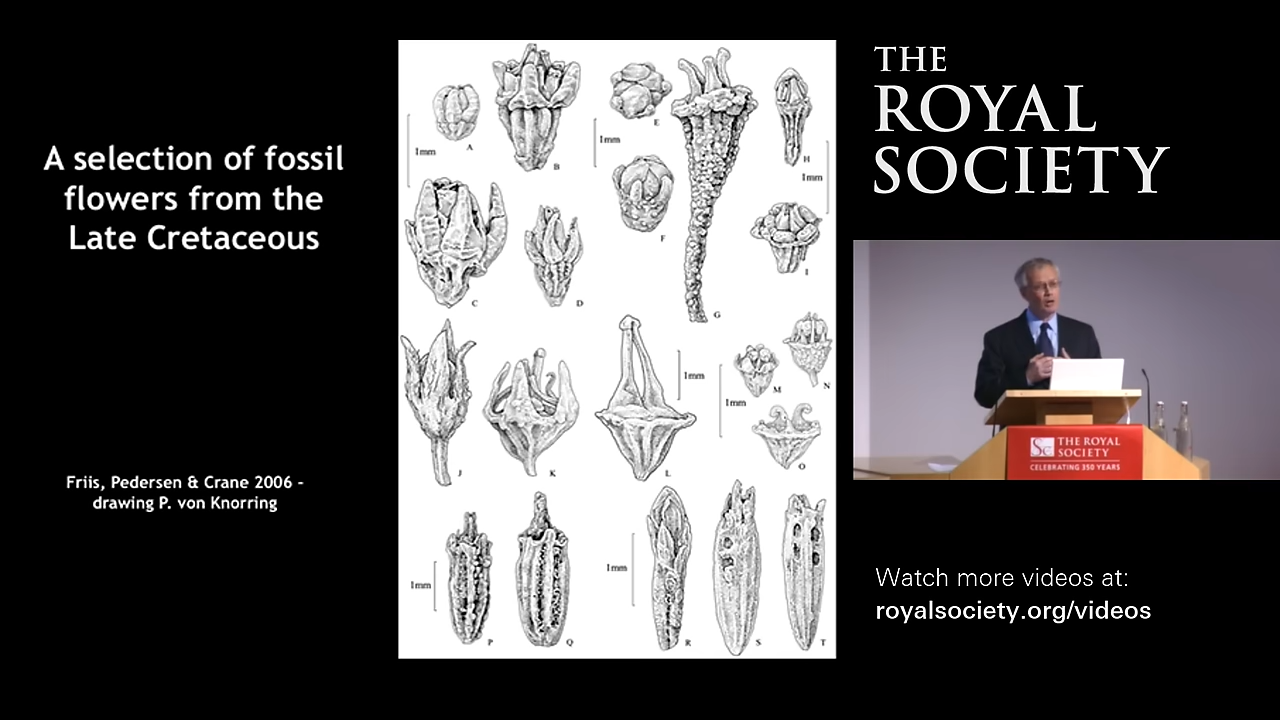 A selection of fossil
flowers from the
Late Cretaceous
Friis, Pedersen & Crane 2006 -
drawing P. von Knorring
1mm
A
B
1mm
E
F
G
H
1mm
I
C
D
J
K
L
1mm
M
N
1mm
O
1mm
P
Q
1mm
R
S
T
THE
ROYAL
SOCIETY
THE ROYAL
SOCIETY
CELEBRATING 350 YEARS
Watch more videos at:
royalsociety.org/videos